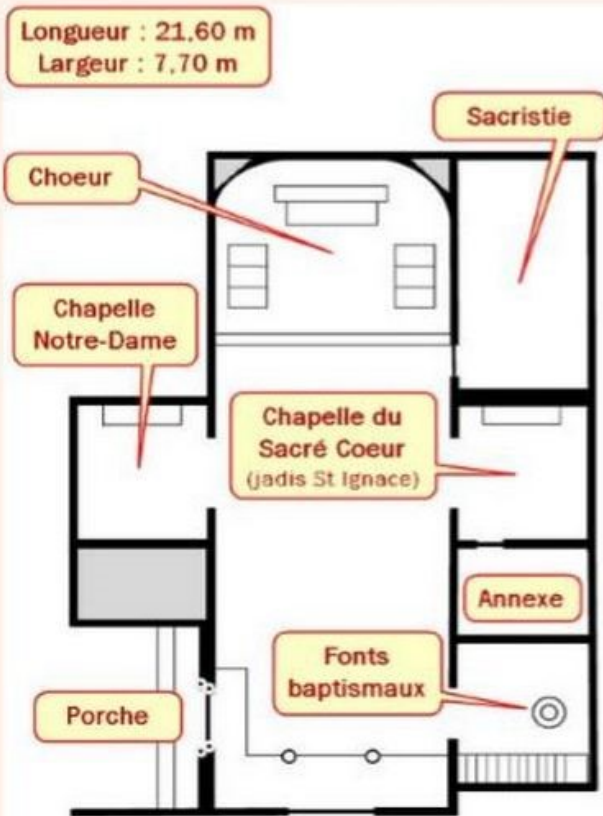 Longueur : 21,60 m
Largeur : 7,70 m
Sacristie
Choeur
Chapelle
Notre-Dame
Chapelle du
Sacré Coeur
(jadis St Ignace)
Annexe
Fonts
baptismaux
Porche